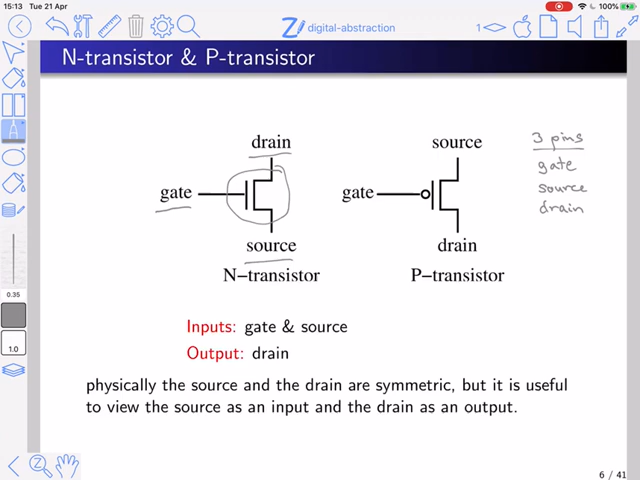 15:13 Tue 21 Apr
100%
digital-abstraction
1
N-transistor & P-transistor
drain
source
3 pins
gate
gate
gate
source
drain
source
drain
N−transistor
P−transistor
0.35
1.0
Inputs: gate & source
Output: drain
physically the source and the drain are symmetric, but it is useful
to view the source as an input and the drain as an output.
6 / 41